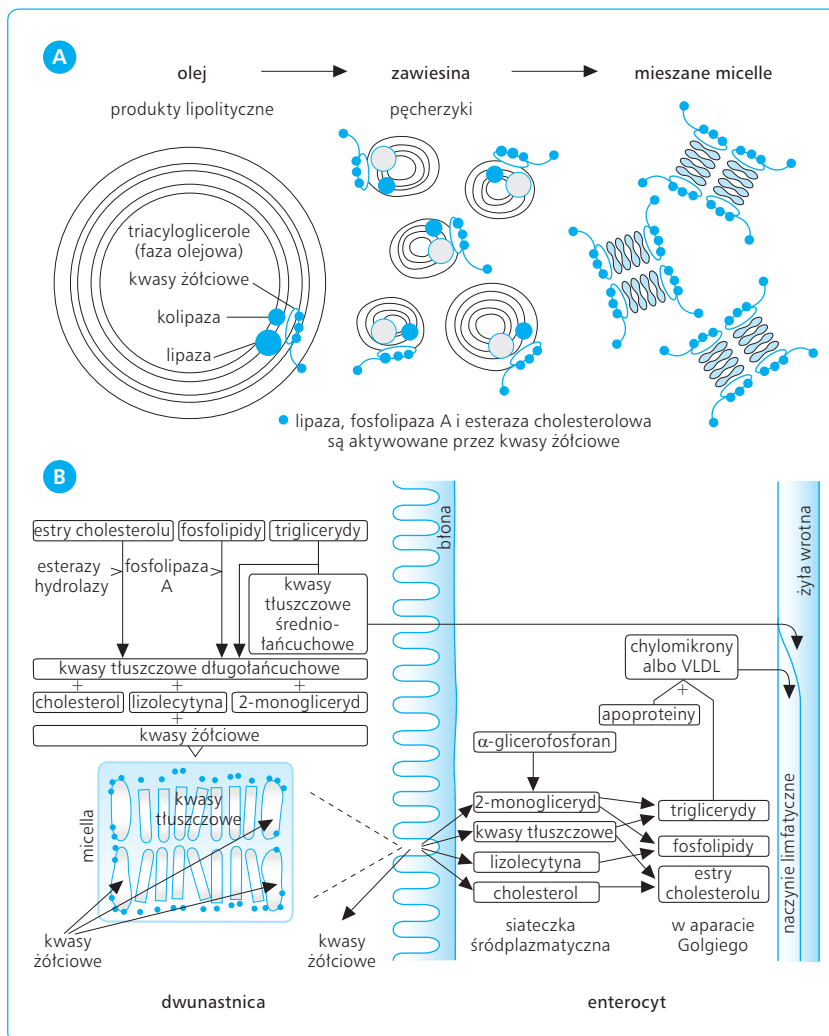 A
olej
zawiesina
mieszane micelle
produkty lipolityczne
pęcherzyki
triacyloglicerole
(faza olejowa)
kwasy żółciowe
kolipaza
lipaza
lipaza, fosfolipaza A i esteraza cholesterolowa
są aktywowane przez kwasy żółciowe
B
estry cholesterolu
fosfolipidy
triglicerydy
esterazy
hydrolazy
fosfolipaza
A
kwasy
tłuszczowe
średnio-
łańcuchowe
kwasy tłuszczowe długołańcuchowe
+
+
+
cholesterol
lizolecytyna
2-monogliceryd
+
kwasy żółciowe
micella
kwasy
tłuszczowe
kwasy
żółciowe
kwasy
żółciowe
dwunastnica
błona
żyła wrotna
chylomikrony
albo VLDL
+
apoproteiny
α-glicerofosforan
2-monogliceryd
kwasy tłuszczowe
lizolecytyna
cholesterol
triglicerydy
fosfolipidy
estry
cholesterolu
naczynie limfatyczne
siateczka
śródplazmatyczna
w aparacie
Golgiego
enterocyt